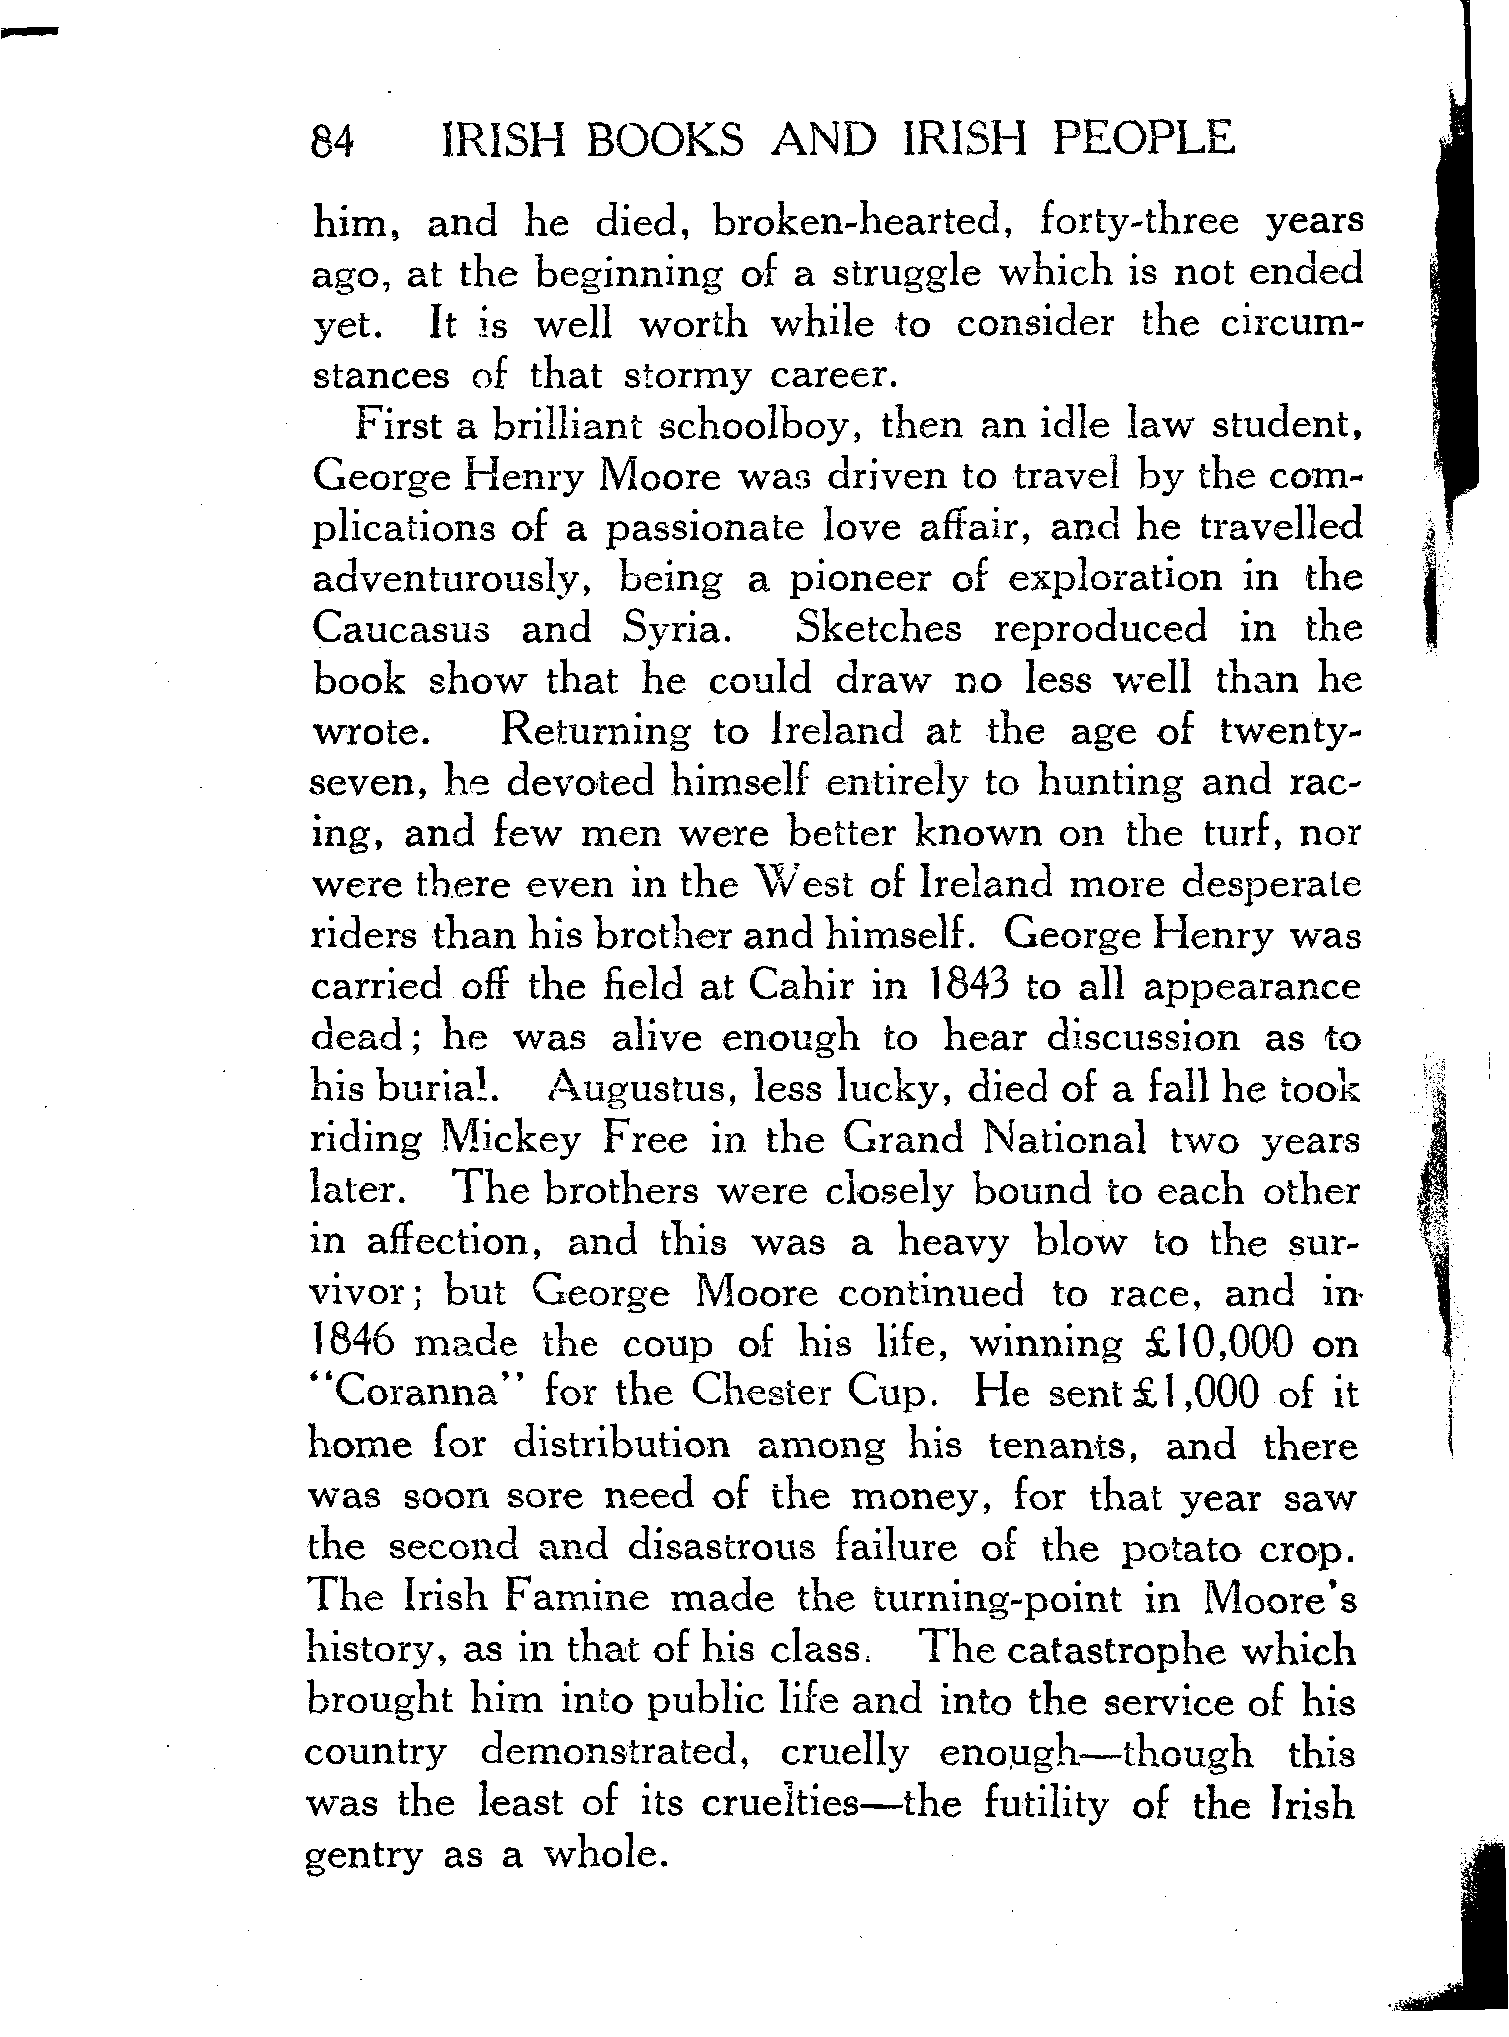 84 IRISH BOOKS AND IRISH PEOPLE
him, and he died, broken-hearted, forty-three years
ago, at the beginning of a struggle which is not ended
yet. It is well worth while to consider the circum-
stances of that stormy career.
First a brilliant schoolboy, then an idle law student,
George Henry Moore was driven to travel by the com-
plications of a passionate love affair, and he travelled
adventurously, being a pioneer of exploration in the
Caucasus and Syria. Sketches reproduced in the
book show that he could draw no less well than he
wrote. Returning to Ireland at the age of twenty-
seven, he devoted himself entirely to hunting and rac-
ing, and few men were better known on the turf, nor
were there even in the West of Ireland more desperate
riders than his brother and himself. George Henry was
carried off the field at Cahir in 1843 to all appearance
dead; he was alive enough to hear discussion as to
his burial. Augustus, less lucky, died of a fall he took
riding Mickey Free in the Grand National two years
later. The brothers were closely bound to each other
in affection, and this was a heavy blow to the sur-
vivor; but George Moore continued to race, and in
1846 made the coup of his life, winning £10,000 on
"Coranna" for the Chester Cup. He sent £1,000 of it
home for distribution among his tenants, and there
was soon sore need of the money, for that year saw
the second and disastrous failure of the potato crop.
The Irish Famine made the turning-point in Moore's
history, as in that of his class. The catastrophe which
brought him into public life and into the service of his
country demonstrated, cruelly enough—though this
was the least of its cruelties—the futility of the Irish
gentry as a whole.